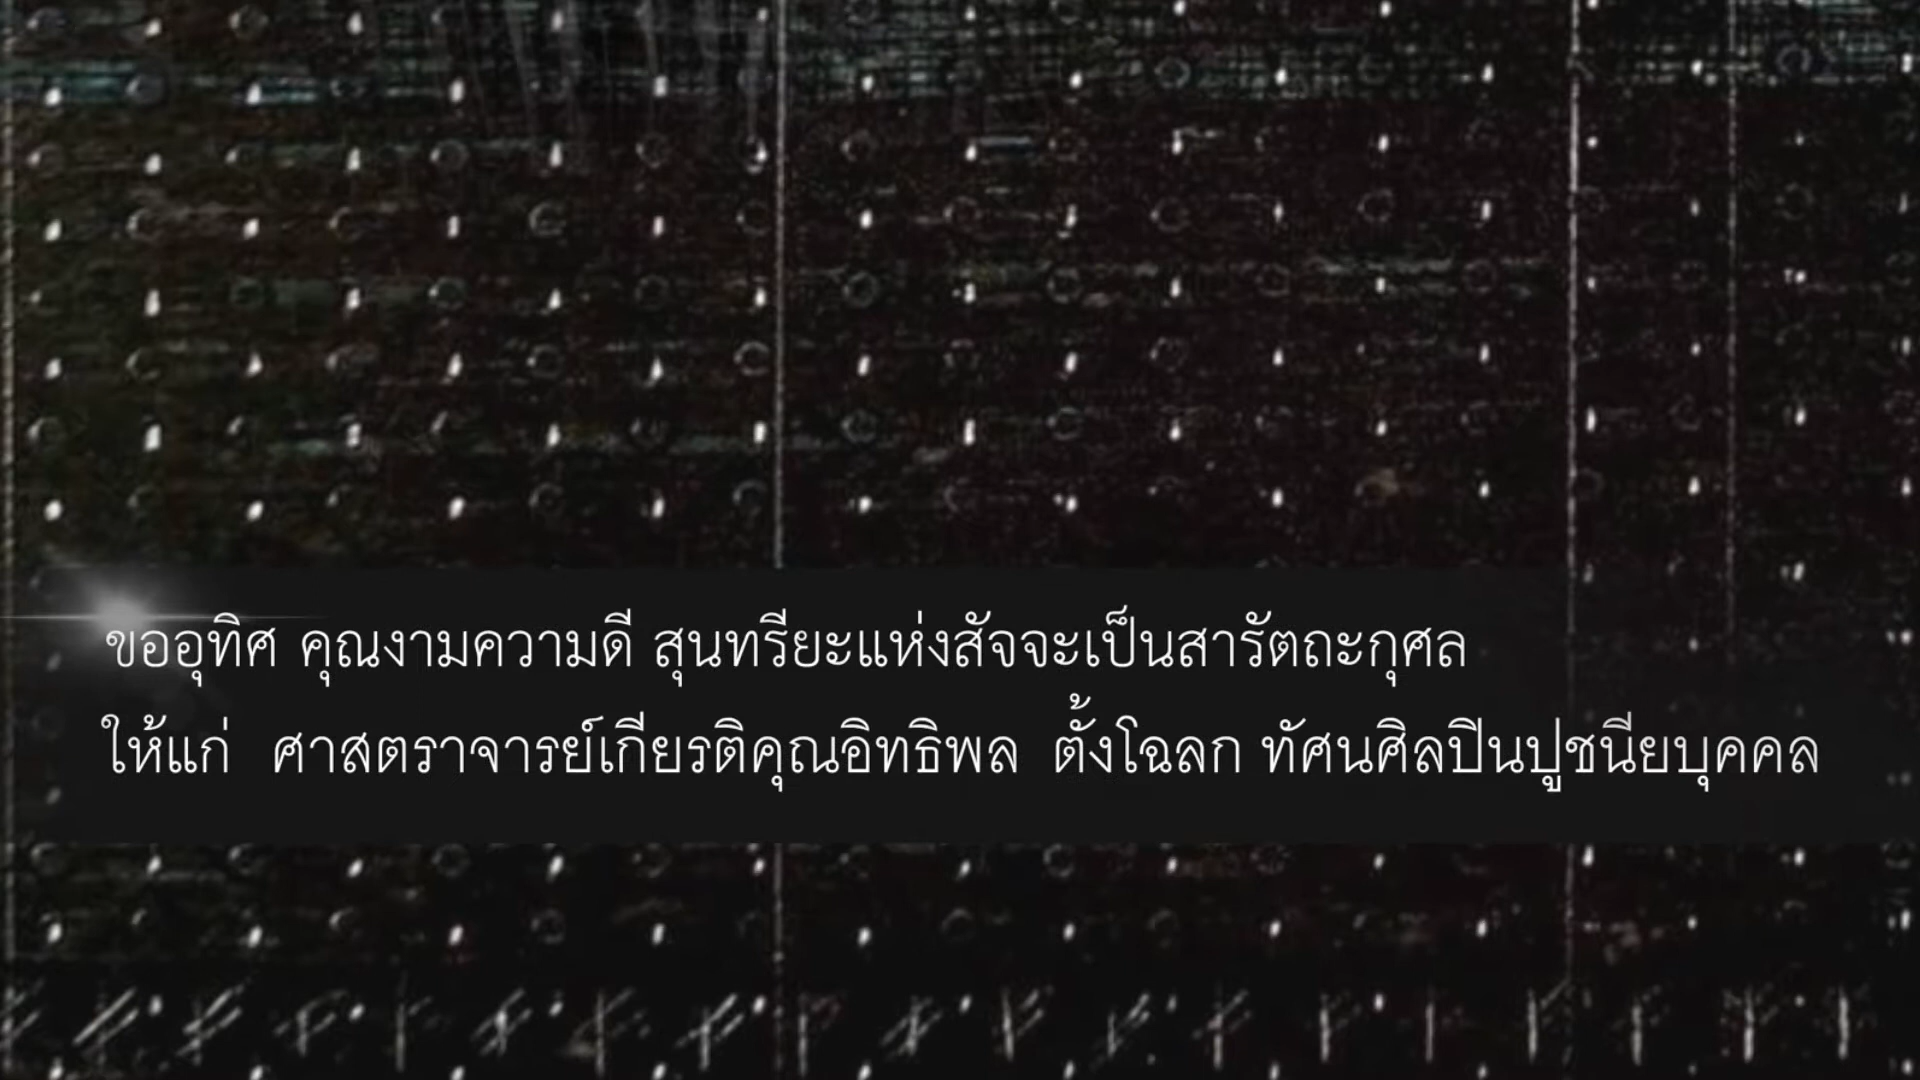 ขออุทิศ คุณงามความดี สุนทรียะแห่งสัจจะเป็นสารัตถะกุศล
ให้แก่ ศาสตราจารย์เกียรติคุณอิทธิพล ตั้งโฉลก ทัศนศิลปินปูชนียบุคคล